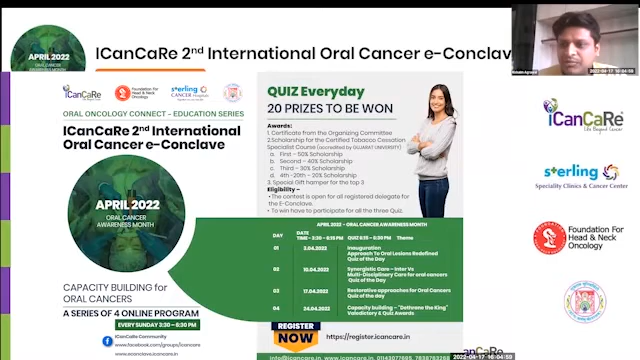 iCanCaRe 2nd International Oral Cancer e-Conclave
APRIL 2022
2022-04-17 16:04:59
iCanCaRe
FOUNDATION FOR HEAD & NECK ONCOLOGY
sterling
CANCER
ORAL ONCOLOGY CONNECT - EDUCATION SERIES
iCanCaRe 2nd International
Oral Cancer e-Conclave
APRIL 2022
ORAL CANCER
AWARENESS MONTH
CAPACITY BUILDING for
ORAL CANCERS
A SERIES OF 4 ONLINE PROGRAM
EVERY SUNDAY 3:30 - 6:30 PM
iCanCaRe Community
www.facebook.com/groups/icancare
www.econclave.icancare.in
QUIZ Everyday
20 PRIZES TO BE WON
Awards:
1. Certificate from the Organizing Committee
2.Scholarship for the Certified Tobacco Cessation
Specialist Course (accredited by GUJARAT UNIVERSITY)
a. First - 50% Scholarship
b. Second - 40% Scholarship
c. Third - 30% Scholarship
d. 4th -20th - 20% Scholarship
3. Special Gift hamper for the top 3
Eligibility -
• The contest is open for all registered delegate for
the E-Conclave.
• To win have to participate for all the three Quiz.
APRIL 2022 - ORAL CANCER AWARENESS MONTH
DAY DATE QUIZ 6:15 - 6:30 PM Theme
TIME - 3:30 - 6:15 PM
01 3.04.2022 Inauguration
Approach To Oral Lesions Redefined
Quiz of the Day
02 10.04.2022 Synergistic Care - Inter Vs
Multi-Disciplinary Care for oral cancers
Quiz of the Day
03 17.04.2022 Restorative approaches for Oral Cancers
Quiz of the day
04 24.04.2022 Capacity building - "Dethrone the King"
Valedictory & Quiz Awards
REGISTER
NOW
https://register.icancare.in
info@icancare.in www.icancare.in
iCanCaRe
Life Beyond Cancer
sterling
Speciality Clinics & Cancer Center
Foundation For
Head & Neck
Oncology
2022-04-17 16:04:59